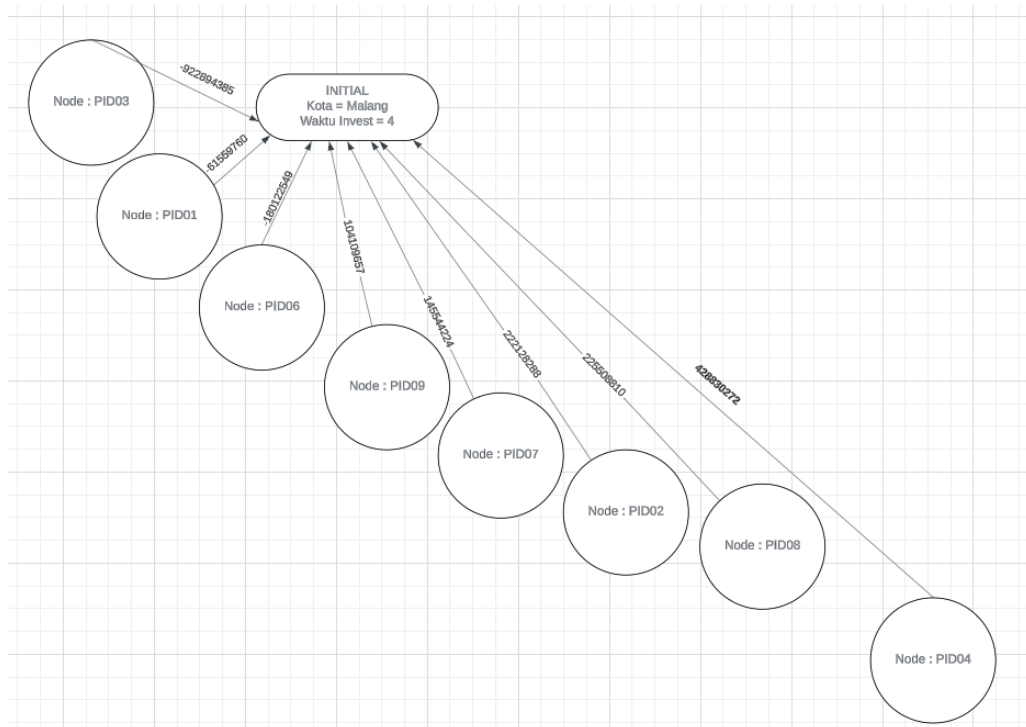 INITIAL
Kota = Malang
Waktu Invest = 4
-922894385
Node : PID03
-61559760
Node : PID01
-180122549
Node : PID06
104109657
Node : PID09
145544224
Node : PID07
222128288
Node : PID02
225508810
Node : PID08
428830272
Node : PID04